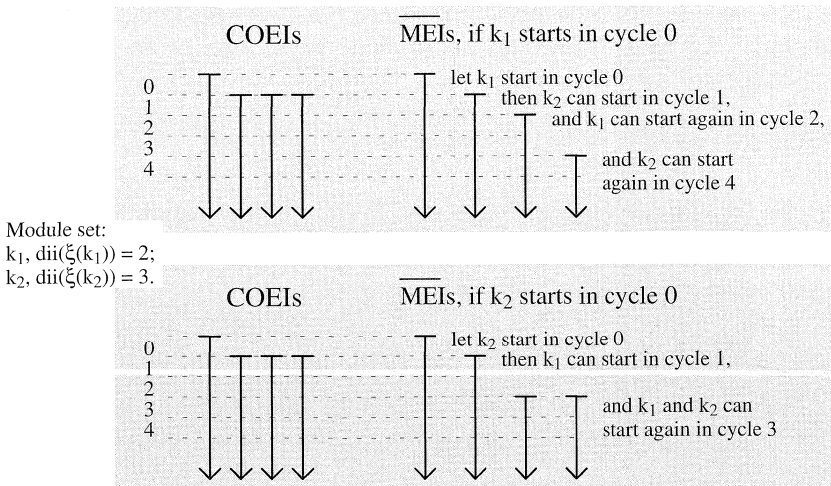 COEIs MEIs, if k₁ starts in cycle 0
0
1
2
3
4
let k₁ start in cycle 0
then k₂ can start in cycle 1,
and k₁ can start again in cycle 2,
and k₂ can start
again in cycle 4
Module set:
k₁, dii(ξ(k₁)) = 2;
k₂, dii(ξ(k₂)) = 3.
COEIs MEIs, if k₂ starts in cycle 0
0
1
2
3
4
let k₂ start in cycle 0
then k₁ can start in cycle 1,
and k₁ and k₂ can
start again in cycle 3